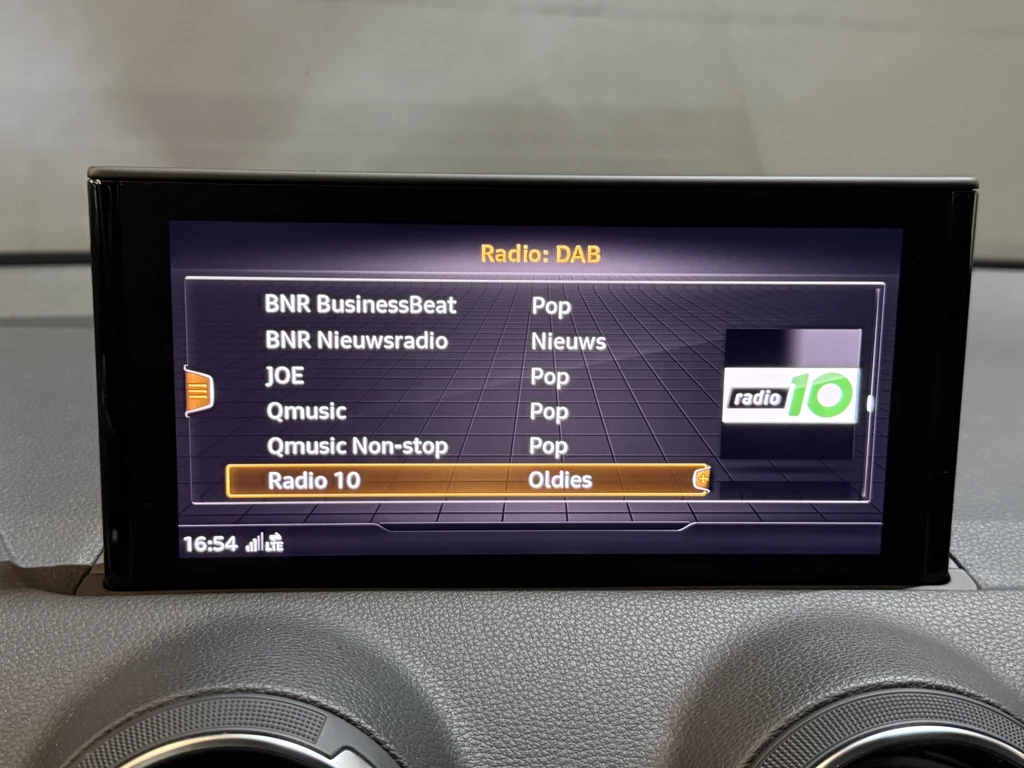 Radio: DAB
BNR BusinessBeat Pop
BNR Nieuwsradio Nieuws
JOE Pop
Qmusic Pop
Qmusic Non-stop Pop
Radio 10 Oldies
radio 10
16:54 LTE